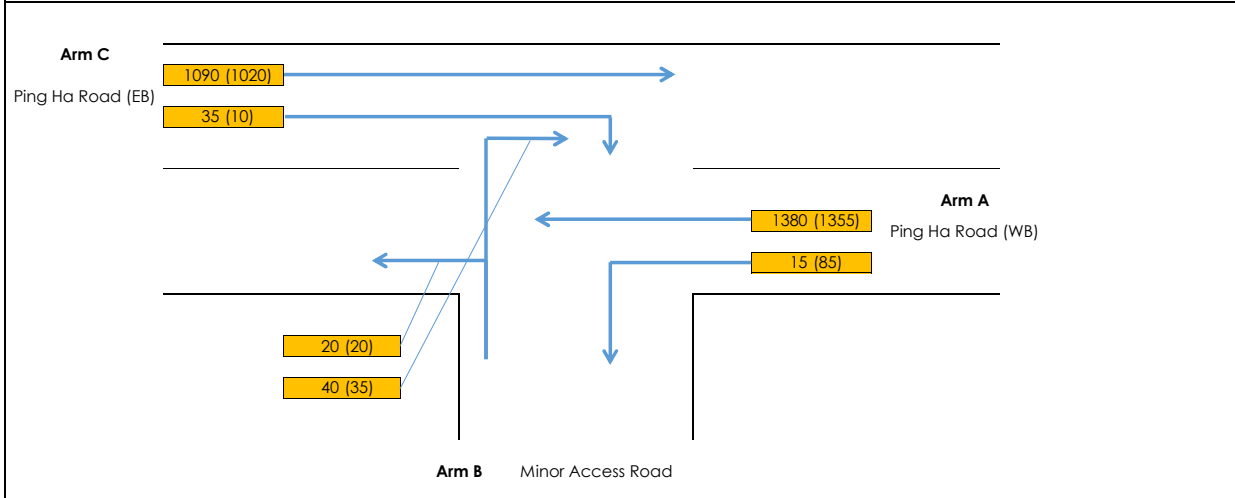 Arm C
1090 (1020)
Ping Ha Road (EB)
35 (10)
Arm A
1380 (1355)
Ping Ha Road (WB)
15 (85)
20 (20)
40 (35)
Arm B Minor Access Road